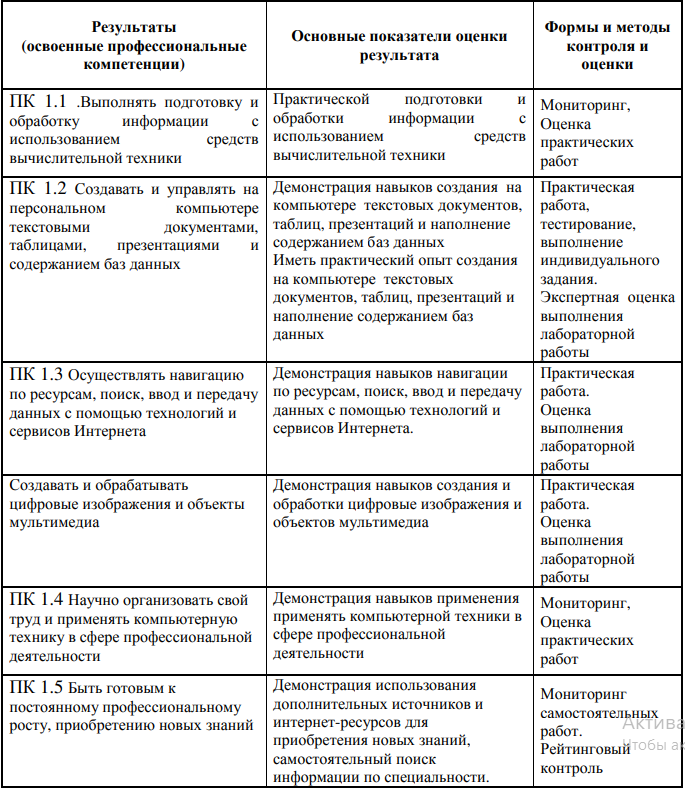 Результаты
(освоенные профессиональные
компетенции)
Основные показатели оценки
результата
Формы и методы
контроля и
оценки
ПК 1.1 .Выполнять подготовку и
обработку информации с
использованием средств
вычислительной техники
Практической подготовки и
обработки информации с
использованием средств
вычислительной техники
Мониторинг,
Оценка
практических
работ
ПК 1.2 Создавать и управлять на
персональном компьютере
текстовыми документами,
таблицами, презентациями и
содержанием баз данных
Демонстрация навыков создания на
компьютере текстовых документов,
таблиц, презентаций и наполнение
содержанием баз данных
Иметь практический опыт создания
на компьютере текстовых
документов, таблиц, презентаций и
наполнение содержанием баз
данных
Практическая
работа,
тестирование,
выполнение
индивидуального
задания.
Экспертная оценка
выполнения
лабораторной
работы
ПК 1.3 Осуществлять навигацию
по ресурсам, поиск, ввод и передачу
данных с помощью технологий и
сервисов Интернета
Демонстрация навыков навигации
по ресурсам, поиск, ввод и передачу
данных с помощью технологий и
сервисов Интернета.
Практическая
работа.
Оценка
выполнения
лабораторной
работы
Создавать и обрабатывать
цифровые изображения и объекты
мультимедиа
Демонстрация навыков создания и
обработки цифровые изображения и
объектов мультимедиа
Практическая
работа.
Оценка
выполнения
лабораторной
работы
ПК 1.4 Научно организовать свой
труд и применять компьютерную
технику в сфере профессиональной
деятельности
Демонстрация навыков применения
применять компьютерной техники в
сфере профессиональной
деятельности
Мониторинг,
Оценка
практических
работ
ПК 1.5 Быть готовым к
постоянному профессиональному
росту, приобретению новых знаний
Демонстрация использования
дополнительных источников и
интернет-ресурсов для
приобретения новых знаний,
самостоятельный поиск
информации по специальности.
Мониторинг
самостоятельных
работ.
Рейтинговый
контроль
Актива
Чтобы ак